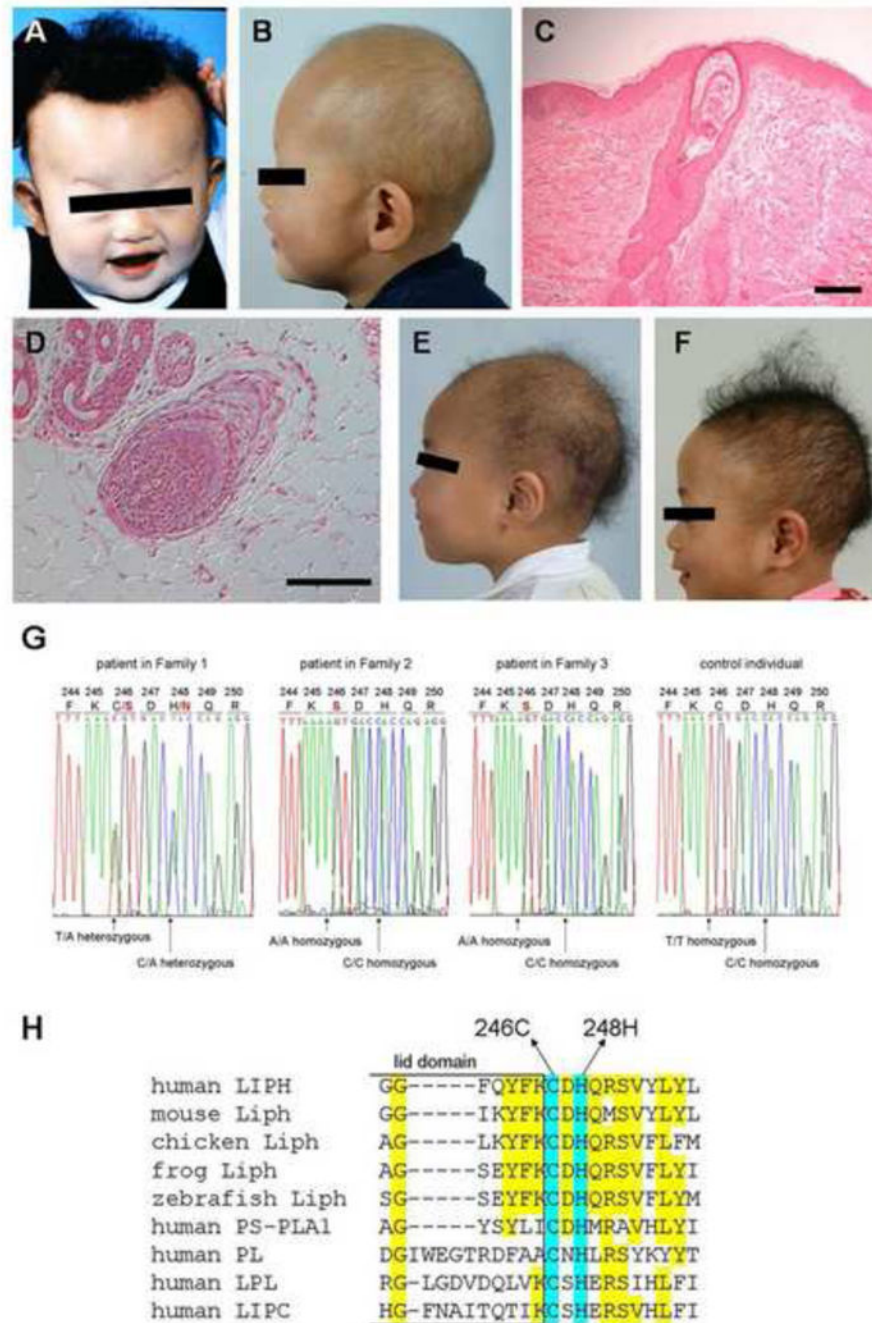 A
B
C
D
E
F
G
patient in Family 1 patient in Family 2 patient in Family 3 control individual
244 245 246 247 248 249 250 244 245 246 247 248 249 250 244 245 246 247 248 249 250 244 245 246 247 248 249 250
F K C/S D H/N Q R F K S D H Q R F K S D H Q R F K C D H Q R
T/A heterozygous A/A homozygous A/A homozygous T/T homozygous
C/A heterozygous C/C homozygous C/C homozygous C/C homozygous
H
246C 248H
lid domain
human LIPH GG-----FQYFKCDHQRSVYLYL
mouse Liph GG-----IKYFKCDHQMSVYLYL
chicken Liph AG-----LKYFKCDHQRSVFLFM
frog Liph AG-----SEYFKCDHQRSVFLYI
zebrafish Liph SG-----SEYFKCDHQRSVFLYM
human PS-PLA1 AG-----YSYLICDHMRAVHLYI
human PL DGIWEGTRDFAACNHLRSYKYYT
human LPL RG-LGDVDQLVKCSHERSIHLFI
human LIPC HG-FNAITQTIKCSHERSVHLFI